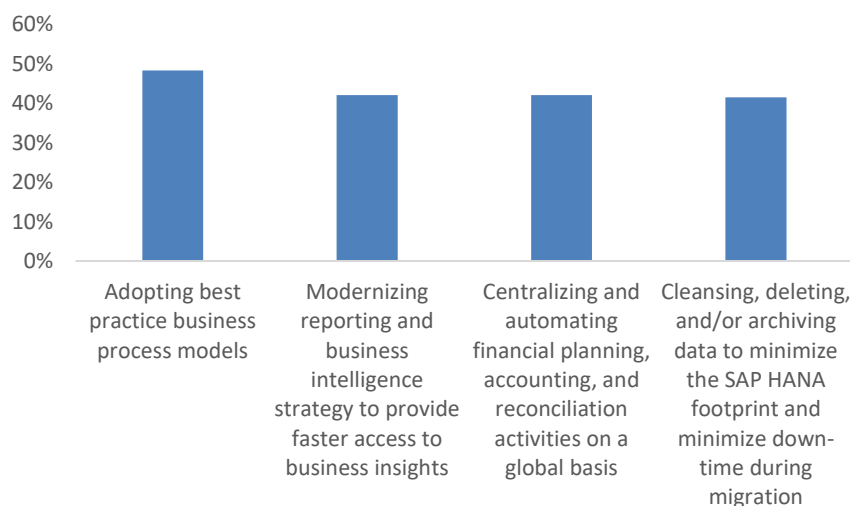 60%
50%
40%
30%
20%
10%
0%
Adopting best
practice business
process models
Modernizing
reporting and
business
intelligence
strategy to provide
faster access to
business insights
Centralizing and
automating
financial planning,
accounting, and
reconciliation
activities on a
global basis
Cleansing, deleting,
and/or archiving
data to minimize
the SAP HANA
footprint and
minimize down-
time during
migration